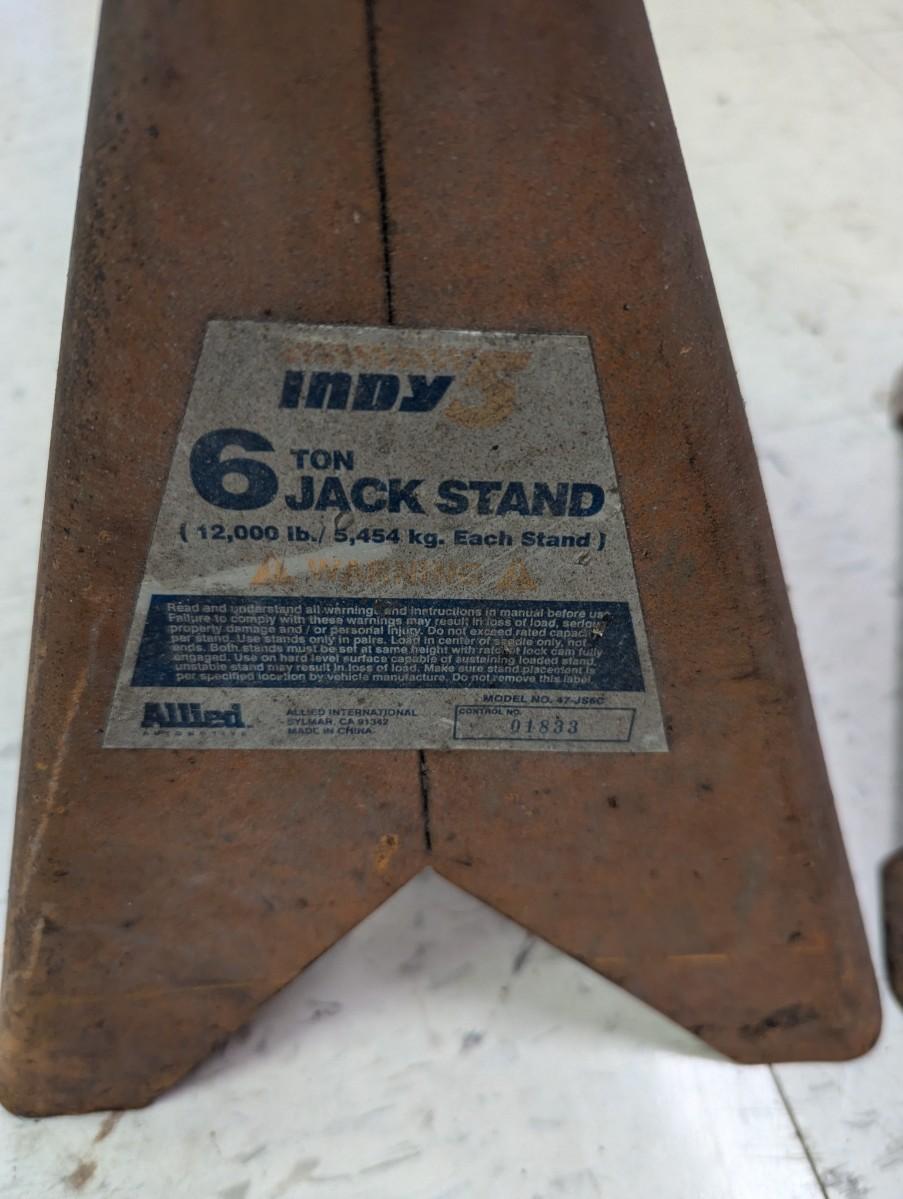 INDY 5
6 TON
JACK STAND
( 12,000 lb./ 5,454 kg. Each Stand )
WARNING
Read and understand all warnings and instructions in manual before use
Failure to comply with these warnings may result in loss of load, serious
property damage and / or personal injury. Do not exceed rated capacity
per stand. Use stands only in pairs. Load in center of saddle only, not
ends. Both stands must be set at same height with ratchet lock cam fully
engaged. Use on hard level surface capable of sustaining loaded stand,
unstable stand may result in loss of load. Make sure stand placement is
per specified location by vehicle manufacture. Do not remove this label.
MODEL NO. 47-JS6C
Allied
AUTOMOTIVE
ALLIED INTERNATIONAL
SYLMAR, CA 91342
MADE IN CHINA
CONTROL NO.
01833